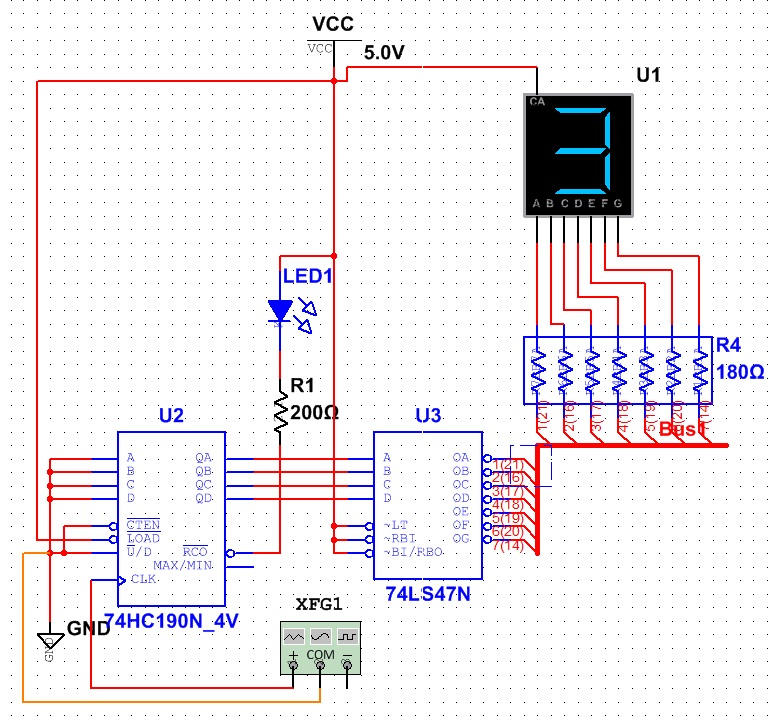 VCC
VCC
5.0V
U1
CA
3
A B C D E F G
LED1
R4
180Ω
R1
200Ω
1(21) 2(16) 3(17) 4(18) 5(19) 6(20) 7(14)
Bus1
U2
U3
A QA
B QB
C QC
D QD
CTEN
LOAD
U/D RCO
MAX/MIN
CLK
74HC190N_4V
A OA
B OB
C OC
D OD
OE
~LT OF
~RBI OG
~BI/RBO
74LS47N
1(21)
2(16)
3(17)
4(18)
5(19)
6(20)
7(14)
GND
GND
XFG1
+ COM −